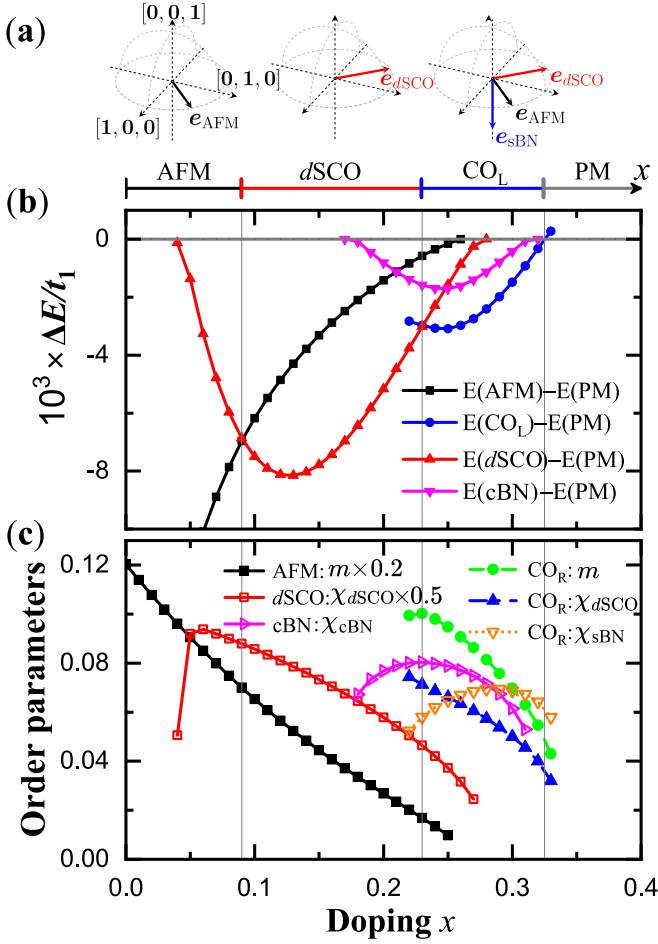 (a)
[0, 0, 1]
[0, 1, 0]
[1, 0, 0]
e_AFM
e_dSCO
e_dSCO
e_AFM
e_sBN
AFM dSCO CO_L PM x
(b)
0
-4
-8
10³ × ΔE/t₁
E(AFM)–E(PM)
E(CO_L)–E(PM)
E(dSCO)–E(PM)
E(cBN)–E(PM)
(c)
0.12
0.08
0.04
0.00
Order parameters
AFM: m×0.2
dSCO: χ_dSCO×0.5
cBN: χ_cBN
CO_R: m
CO_R: χ_dSCO
CO_R: χ_sBN
0.0 0.1 0.2 0.3 0.4
Doping x